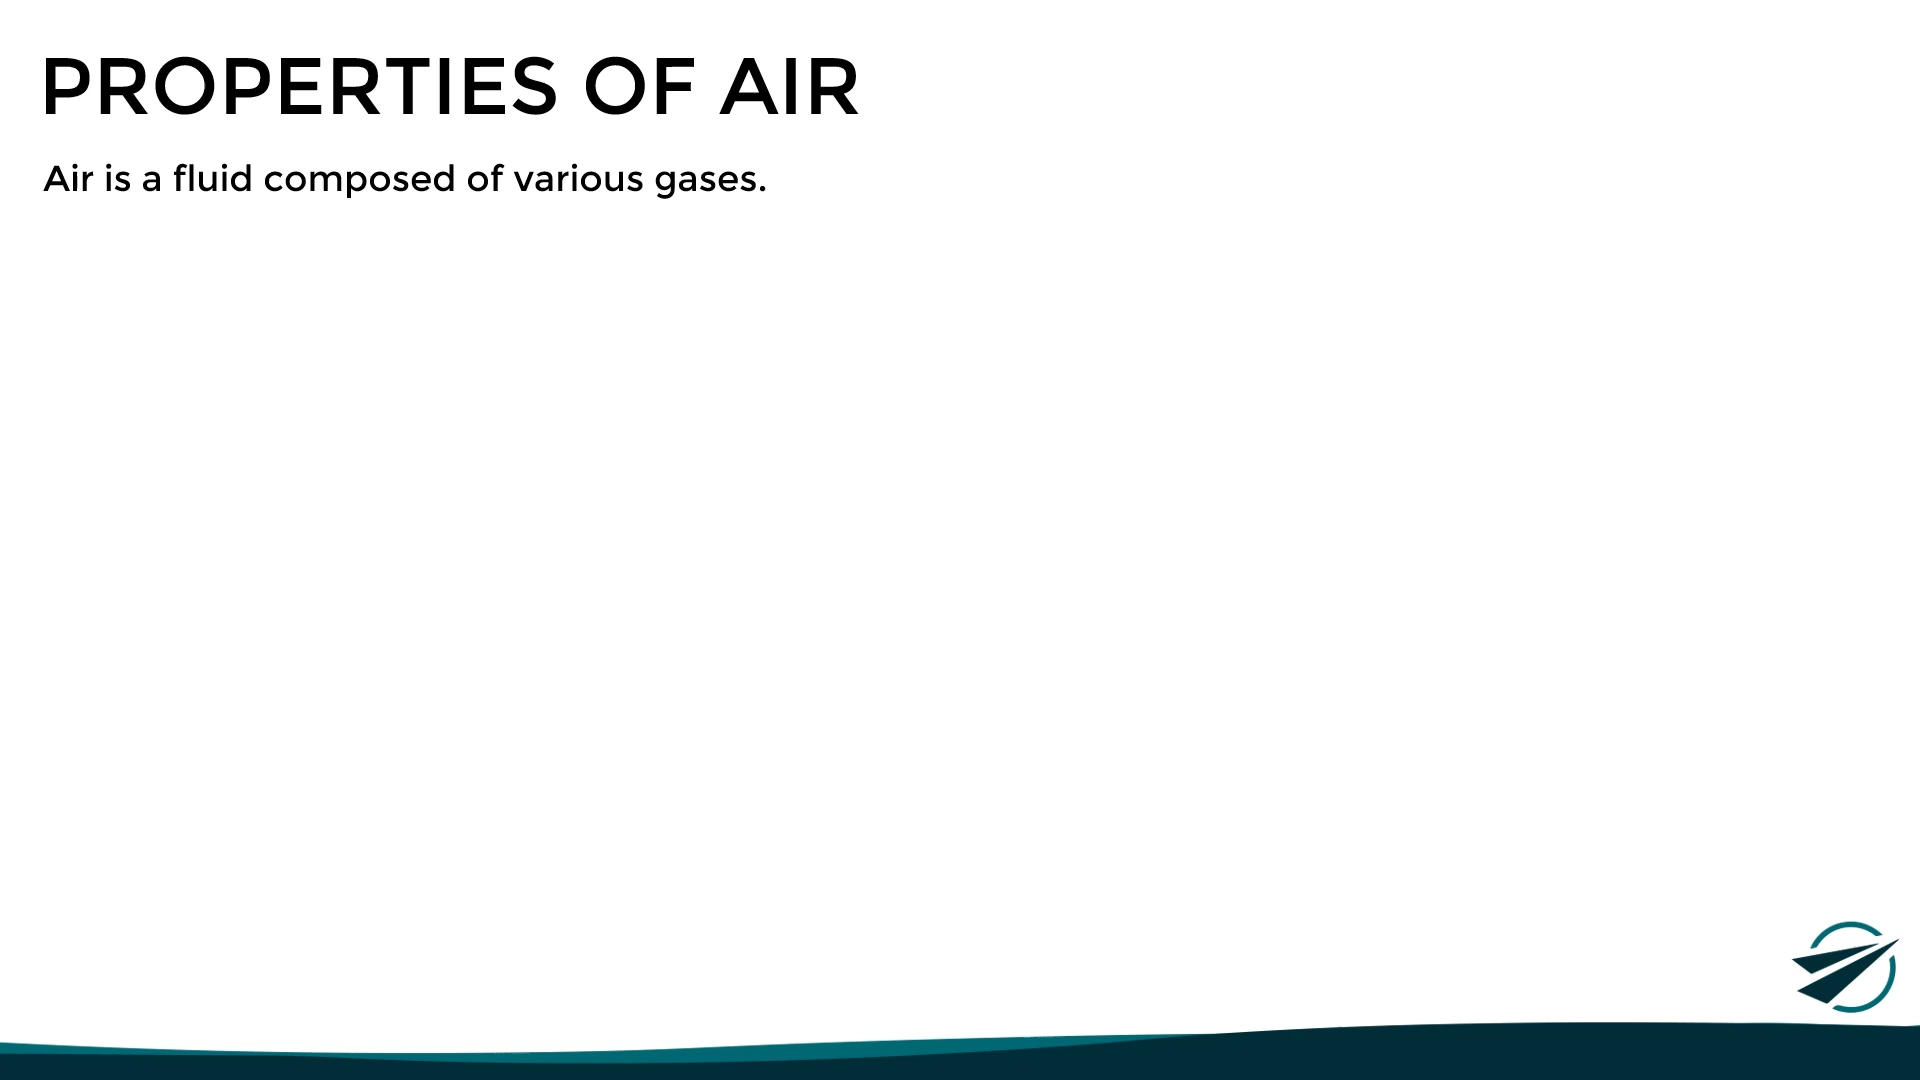 PROPERTIES OF AIR
Air is a fluid composed of various gases.